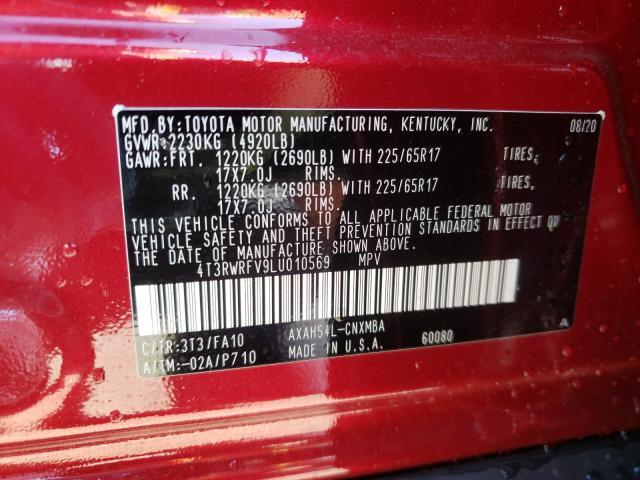 MFD.BY:TOYOTA MOTOR MANUFACTURING, KENTUCKY, INC. 08/20
GVWR:2230KG (4920LB)
GAWR:FRT. 1220KG (2690LB) WITH 225/65R17 TIRES,
17X7.0J RIMS.
RR. 1220KG (2690LB) WITH 225/65R17 TIRES,
17X7.0J RIMS.
THIS VEHICLE CONFORMS TO ALL APPLICABLE FEDERAL MOTOR
VEHICLE SAFETY AND THEFT PREVENTION STANDARDS IN EFFECT ON
THE DATE OF MANUFACTURE SHOWN ABOVE.
4T3RWRFV9LU010569 MPV
C/TR:3T3/FA10 AXAH54L-CNXMBA 60080 A
A/TM:-02A/P710 MADE IN U.S.A.